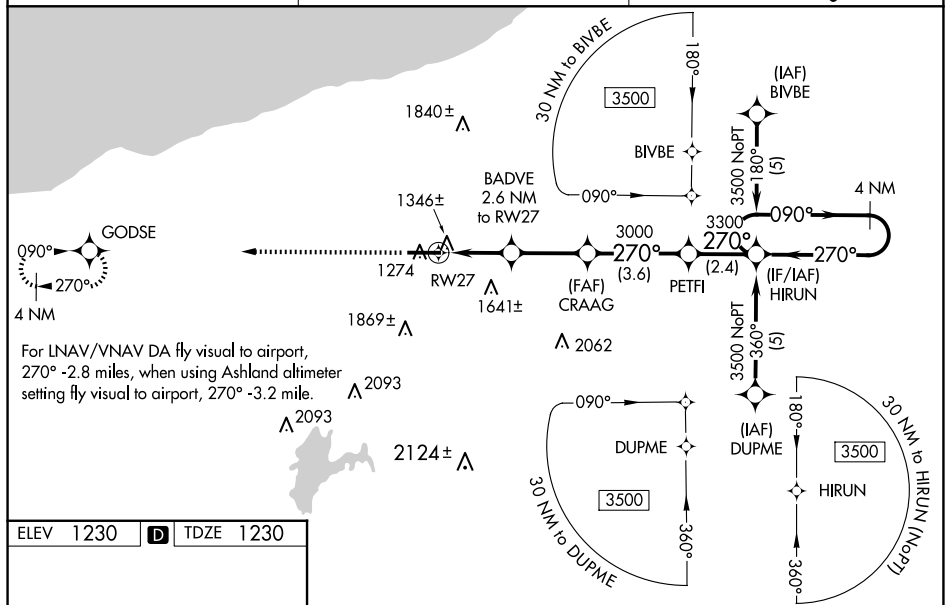 30 NM to BIVBE
3500
180°
BIVBE
090°
(IAF)
BIVBE
3500 NoPT
180°
(5)
4 NM
090°
270°
1840±
1346±
BADVE
2.6 NM
to RW27
GODSE
090°
270°
4 NM
1274
RW27
1641±
3000
270°
(3.6)
(FAF)
CRAAG
PETFI
3300
270°
(2.4)
(IF/IAF)
HIRUN
1869±
2062
For LNAV/VNAV DA fly visual to airport,
270° -2.8 miles, when using Ashland altimeter
setting fly visual to airport, 270° -3.2 mile.
2093
2093
2124±
3500 NoPT
360°
(5)
(IAF)
DUPME
090°
DUPME
3500
360°
30 NM to DUPME
180°
3500
HIRUN
360°
30 NM to HIRUN (NoPT)
ELEV 1230 D TDZE 1230